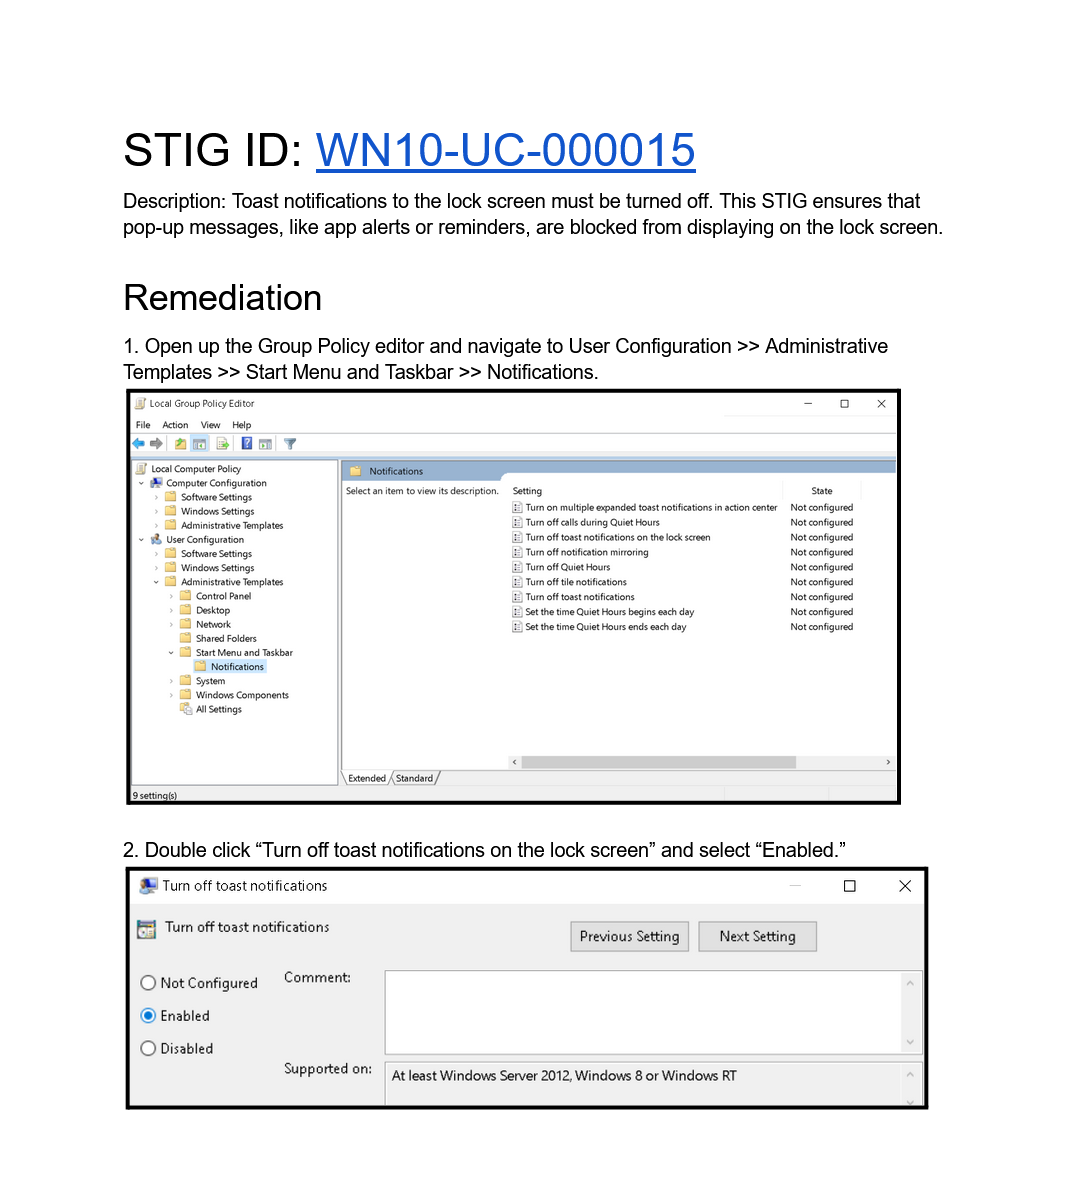 STIG ID: WN10-UC-000015
Description: Toast notifications to the lock screen must be turned off. This STIG ensures that
pop-up messages, like app alerts or reminders, are blocked from displaying on the lock screen.
Remediation
1. Open up the Group Policy editor and navigate to User Configuration >> Administrative
Templates >> Start Menu and Taskbar >> Notifications.
Local Group Policy Editor
File Action View Help
Local Computer Policy
Computer Configuration
Software Settings
Windows Settings
Administrative Templates
User Configuration
Software Settings
Windows Settings
Administrative Templates
Control Panel
Desktop
Network
Shared Folders
Start Menu and Taskbar
Notifications
System
Windows Components
All Settings
Notifications
Select an item to view its description.
Setting State
Turn on multiple expanded toast notifications in action center Not configured
Turn off calls during Quiet Hours Not configured
Turn off toast notifications on the lock screen Not configured
Turn off notification mirroring Not configured
Turn off Quiet Hours Not configured
Turn off tile notifications Not configured
Turn off toast notifications Not configured
Set the time Quiet Hours begins each day Not configured
Set the time Quiet Hours ends each day Not configured
Extended Standard
9 setting(s)
2. Double click “Turn off toast notifications on the lock screen” and select “Enabled.”
Turn off toast notifications
Turn off toast notifications
Previous Setting Next Setting
Not Configured
Enabled
Disabled
Comment:
Supported on: At least Windows Server 2012, Windows 8 or Windows RT